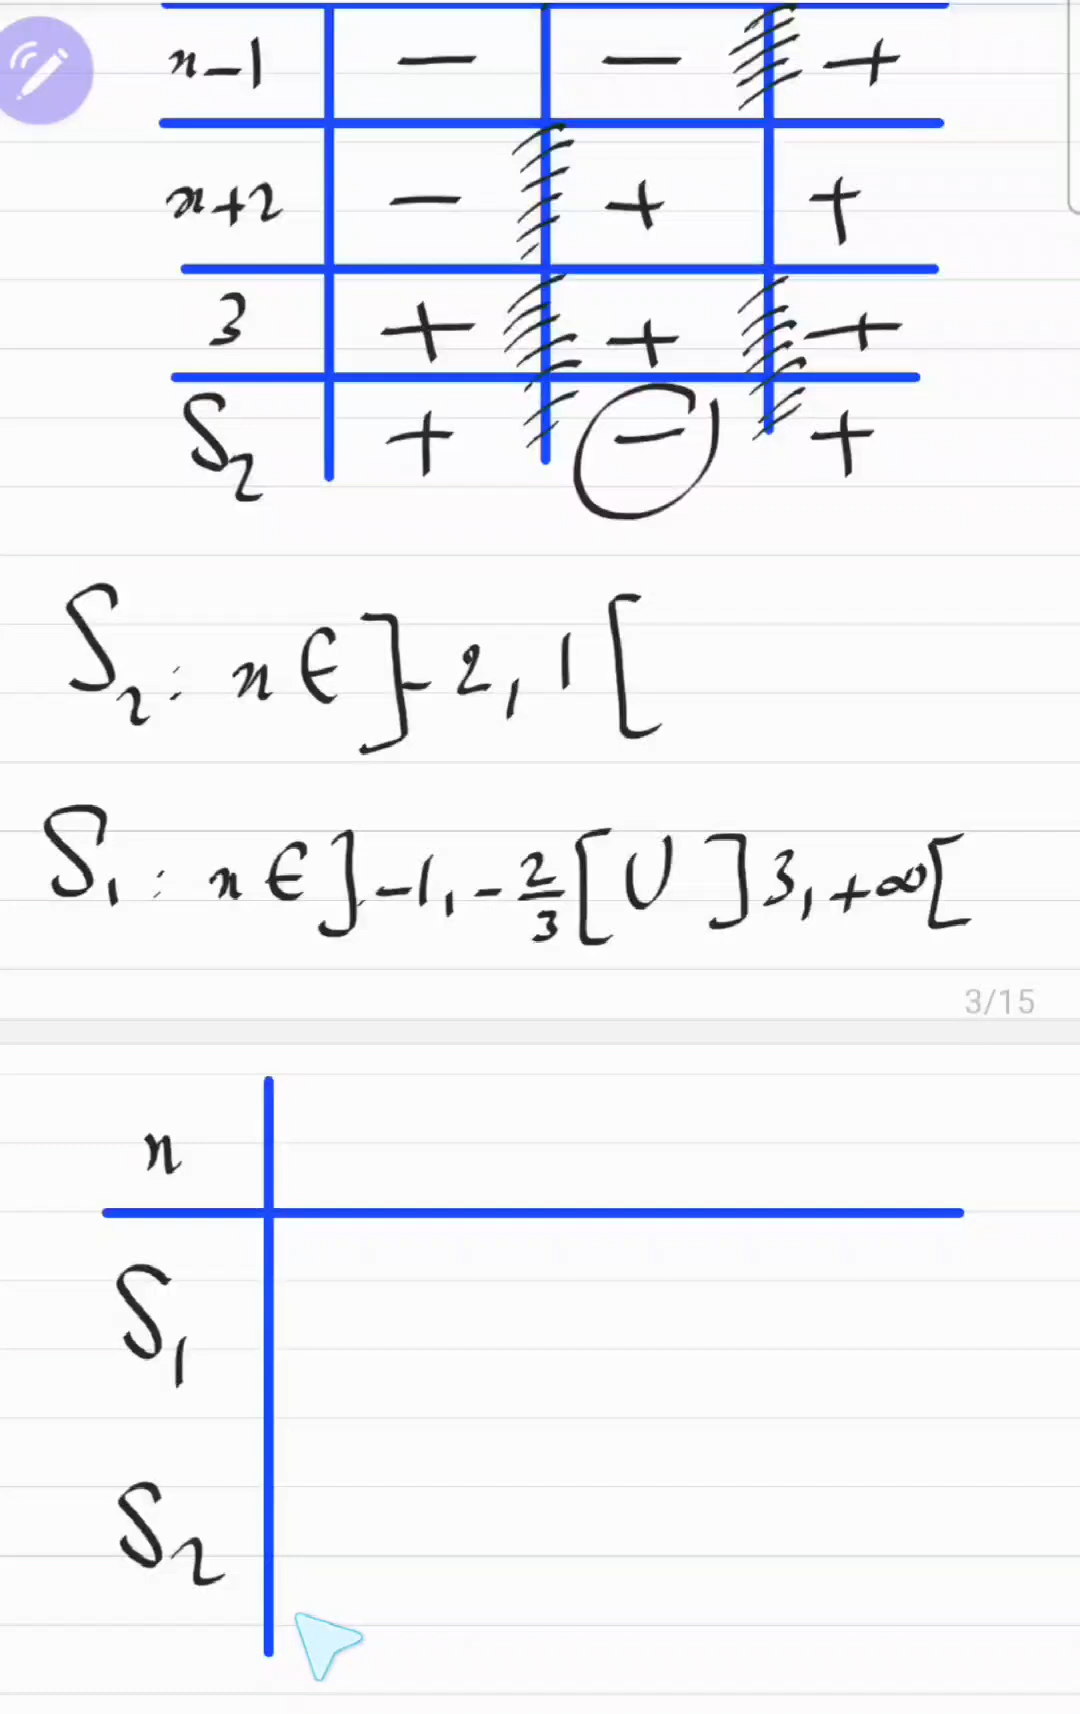 x-1 - - +
x+2 - + +
3 + + +
S₂ + - +
S₂: x ∈ ]-2, 1[
S₁: x ∈ ]-1, -2/3[ ∪ ]3, +∞[
3/15
x
S₁
S₂